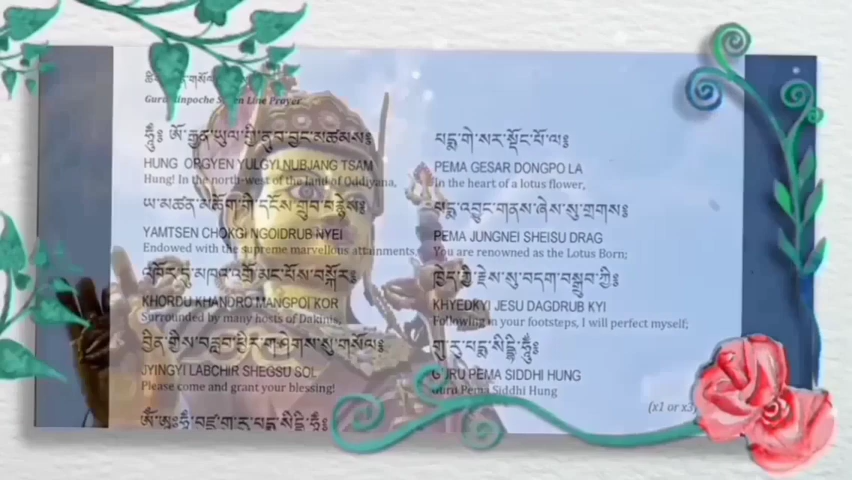 Guru Rinpoche Seven Line Prayer
ཧཱུྃ༔ ཨོ་རྒྱན་ཡུལ་གྱི་ནུབ་བྱང་མཚམས༔
HUNG ORGYEN YULGYI NUBJANG TSAM
Hung! In the north-west of the land of Oddiyana,
པདྨ་གེ་སར་སྡོང་པོ་ལ༔
PEMA GESAR DONGPO LA
In the heart of a lotus flower,
ཡ་མཚན་མཆོག་གི་དངོས་གྲུབ་བརྙེས༔
YAMTSEN CHOKGI NGOIDRUB NYEI
Endowed with the supreme marvellous attainments,
པདྨ་འབྱུང་གནས་ཞེས་སུ་གྲགས༔
PEMA JUNGNEI SHEISU DRAG
You are renowned as the Lotus Born;
འཁོར་དུ་མཁའ་འགྲོ་མང་པོས་བསྐོར༔
KHORDU KHANDRO MANGPOI KOR
Surrounded by many hosts of Dakinis,
ཁྱེད་ཀྱི་རྗེས་སུ་བདག་བསྒྲུབ་ཀྱི༔
KHYEDKYI JESU DAGDRUB KYI
Following in your footsteps, I will perfect myself;
བྱིན་གྱིས་བརླབ་ཕྱིར་གཤེགས་སུ་གསོལ༔
JYINGYI LABCHIR SHEGSU SOL
Please come and grant your blessing!
གུ་རུ་པདྨ་སིདྡྷི་ཧཱུྃ༔
GURU PEMA SIDDHI HUNG
Guru Pema Siddhi Hung
(x1 or x3)
ༀ་ཨཱཿཧཱུྃ་བཛྲ་གུ་རུ་པདྨ་སིདྡྷི་ཧཱུྃ༔